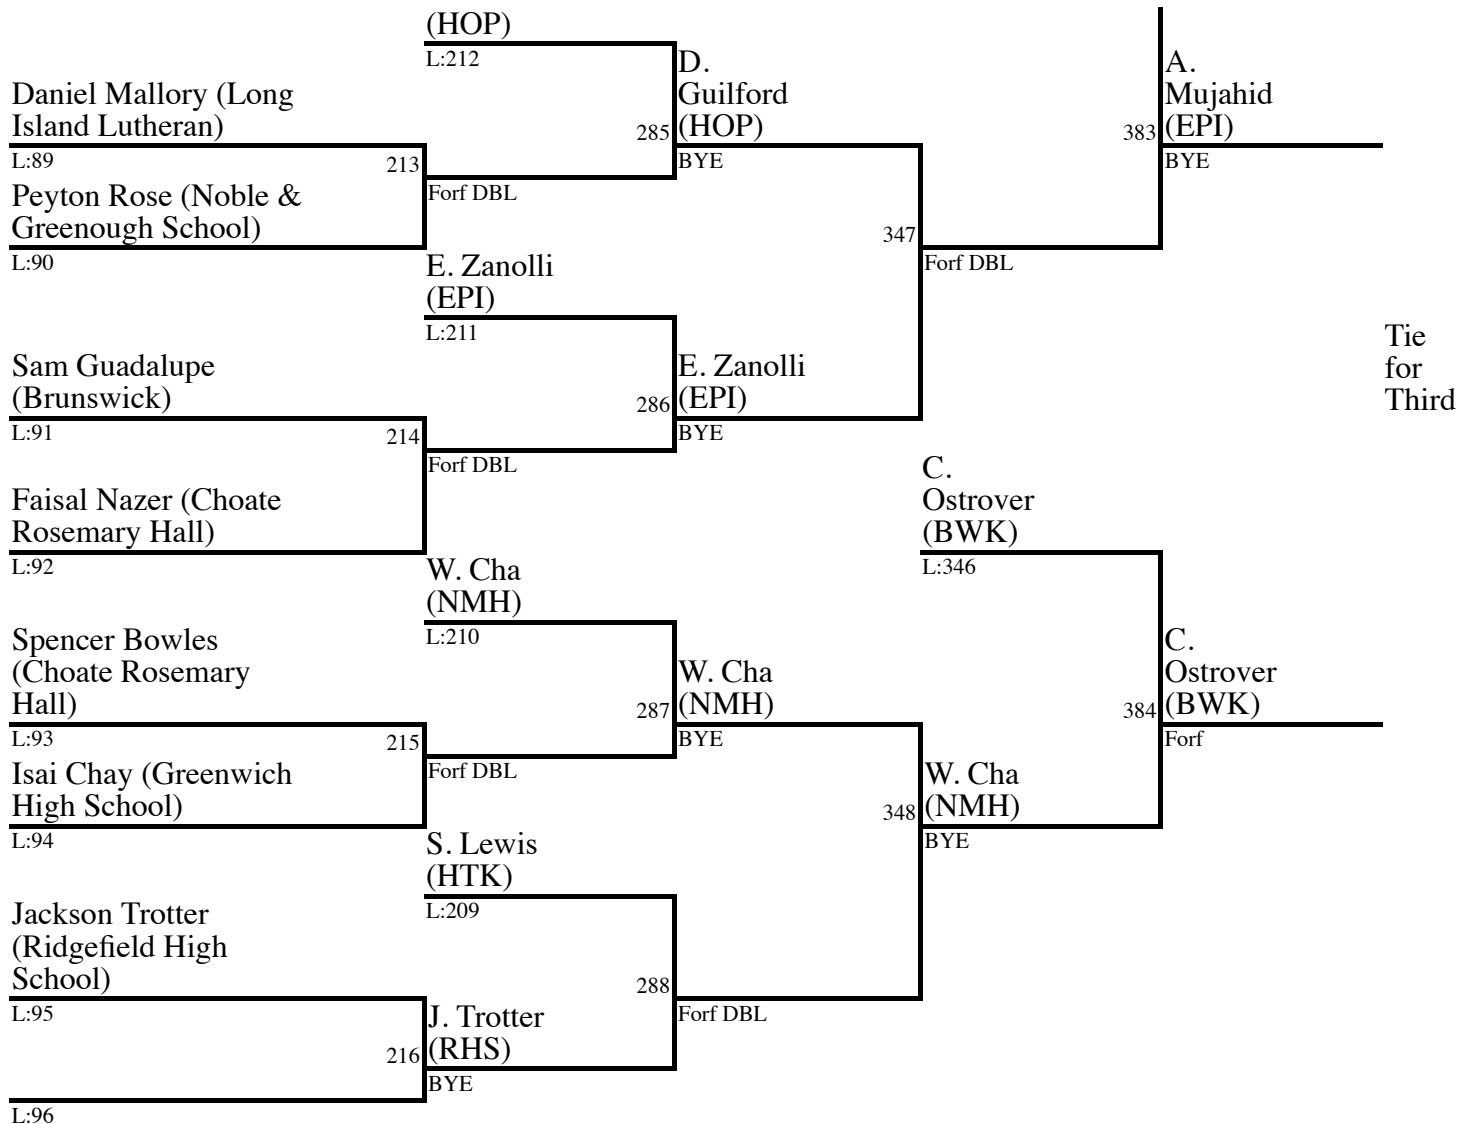 (HOP)
L:212
D.
Guilford
(HOP)
285
BYE
A.
Mujahid
(EPI)
383
BYE
Daniel Mallory (Long
Island Lutheran)
L:89
213
Peyton Rose (Noble &
Greenough School)
L:90
Forf DBL
347
Forf DBL
E. Zanolli
(EPI)
L:211
Tie
for
Third
Sam Guadalupe
(Brunswick)
L:91
214
E. Zanolli
(EPI)
286
BYE
Forf DBL
Faisal Nazer (Choate
Rosemary Hall)
L:92
C.
Ostrover
(BWK)
L:346
W. Cha
(NMH)
L:210
Spencer Bowles
(Choate Rosemary
Hall)
L:93
215
W. Cha
(NMH)
287
BYE
C.
Ostrover
(BWK)
384
Forf
Isai Chay (Greenwich
High School)
L:94
Forf DBL
W. Cha
(NMH)
348
BYE
S. Lewis
(HTK)
L:209
Jackson Trotter
(Ridgefield High
School)
L:95
288
Forf DBL
J. Trotter
(RHS)
216
BYE
L:96